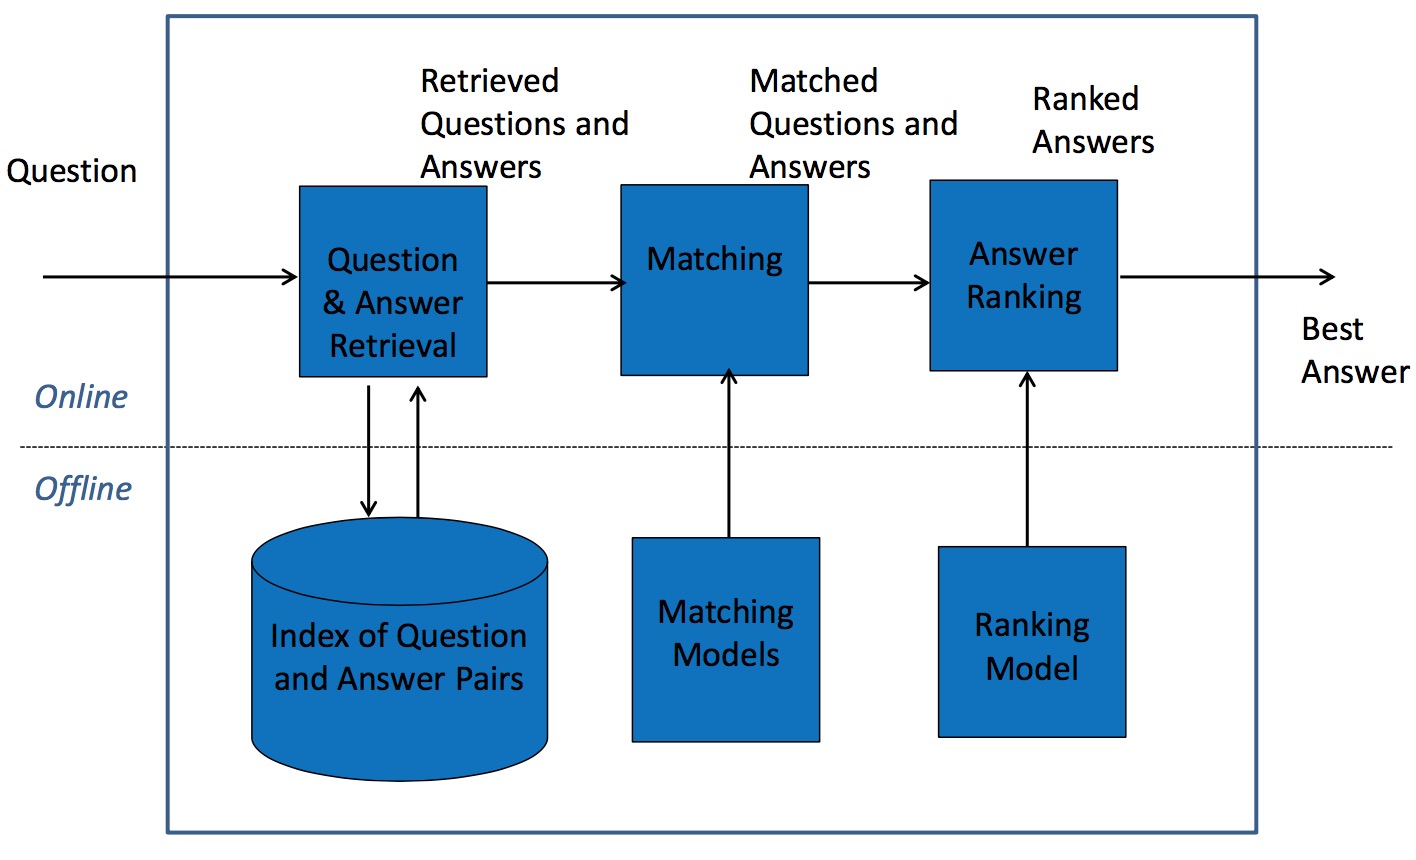 Retrieved
Questions and
Answers
Matched
Questions and
Answers
Ranked
Answers
Question
Question
& Answer
Retrieval
Matching
Answer
Ranking
Best
Answer
Online
Offline
Index of Question
and Answer Pairs
Matching
Models
Ranking
Model